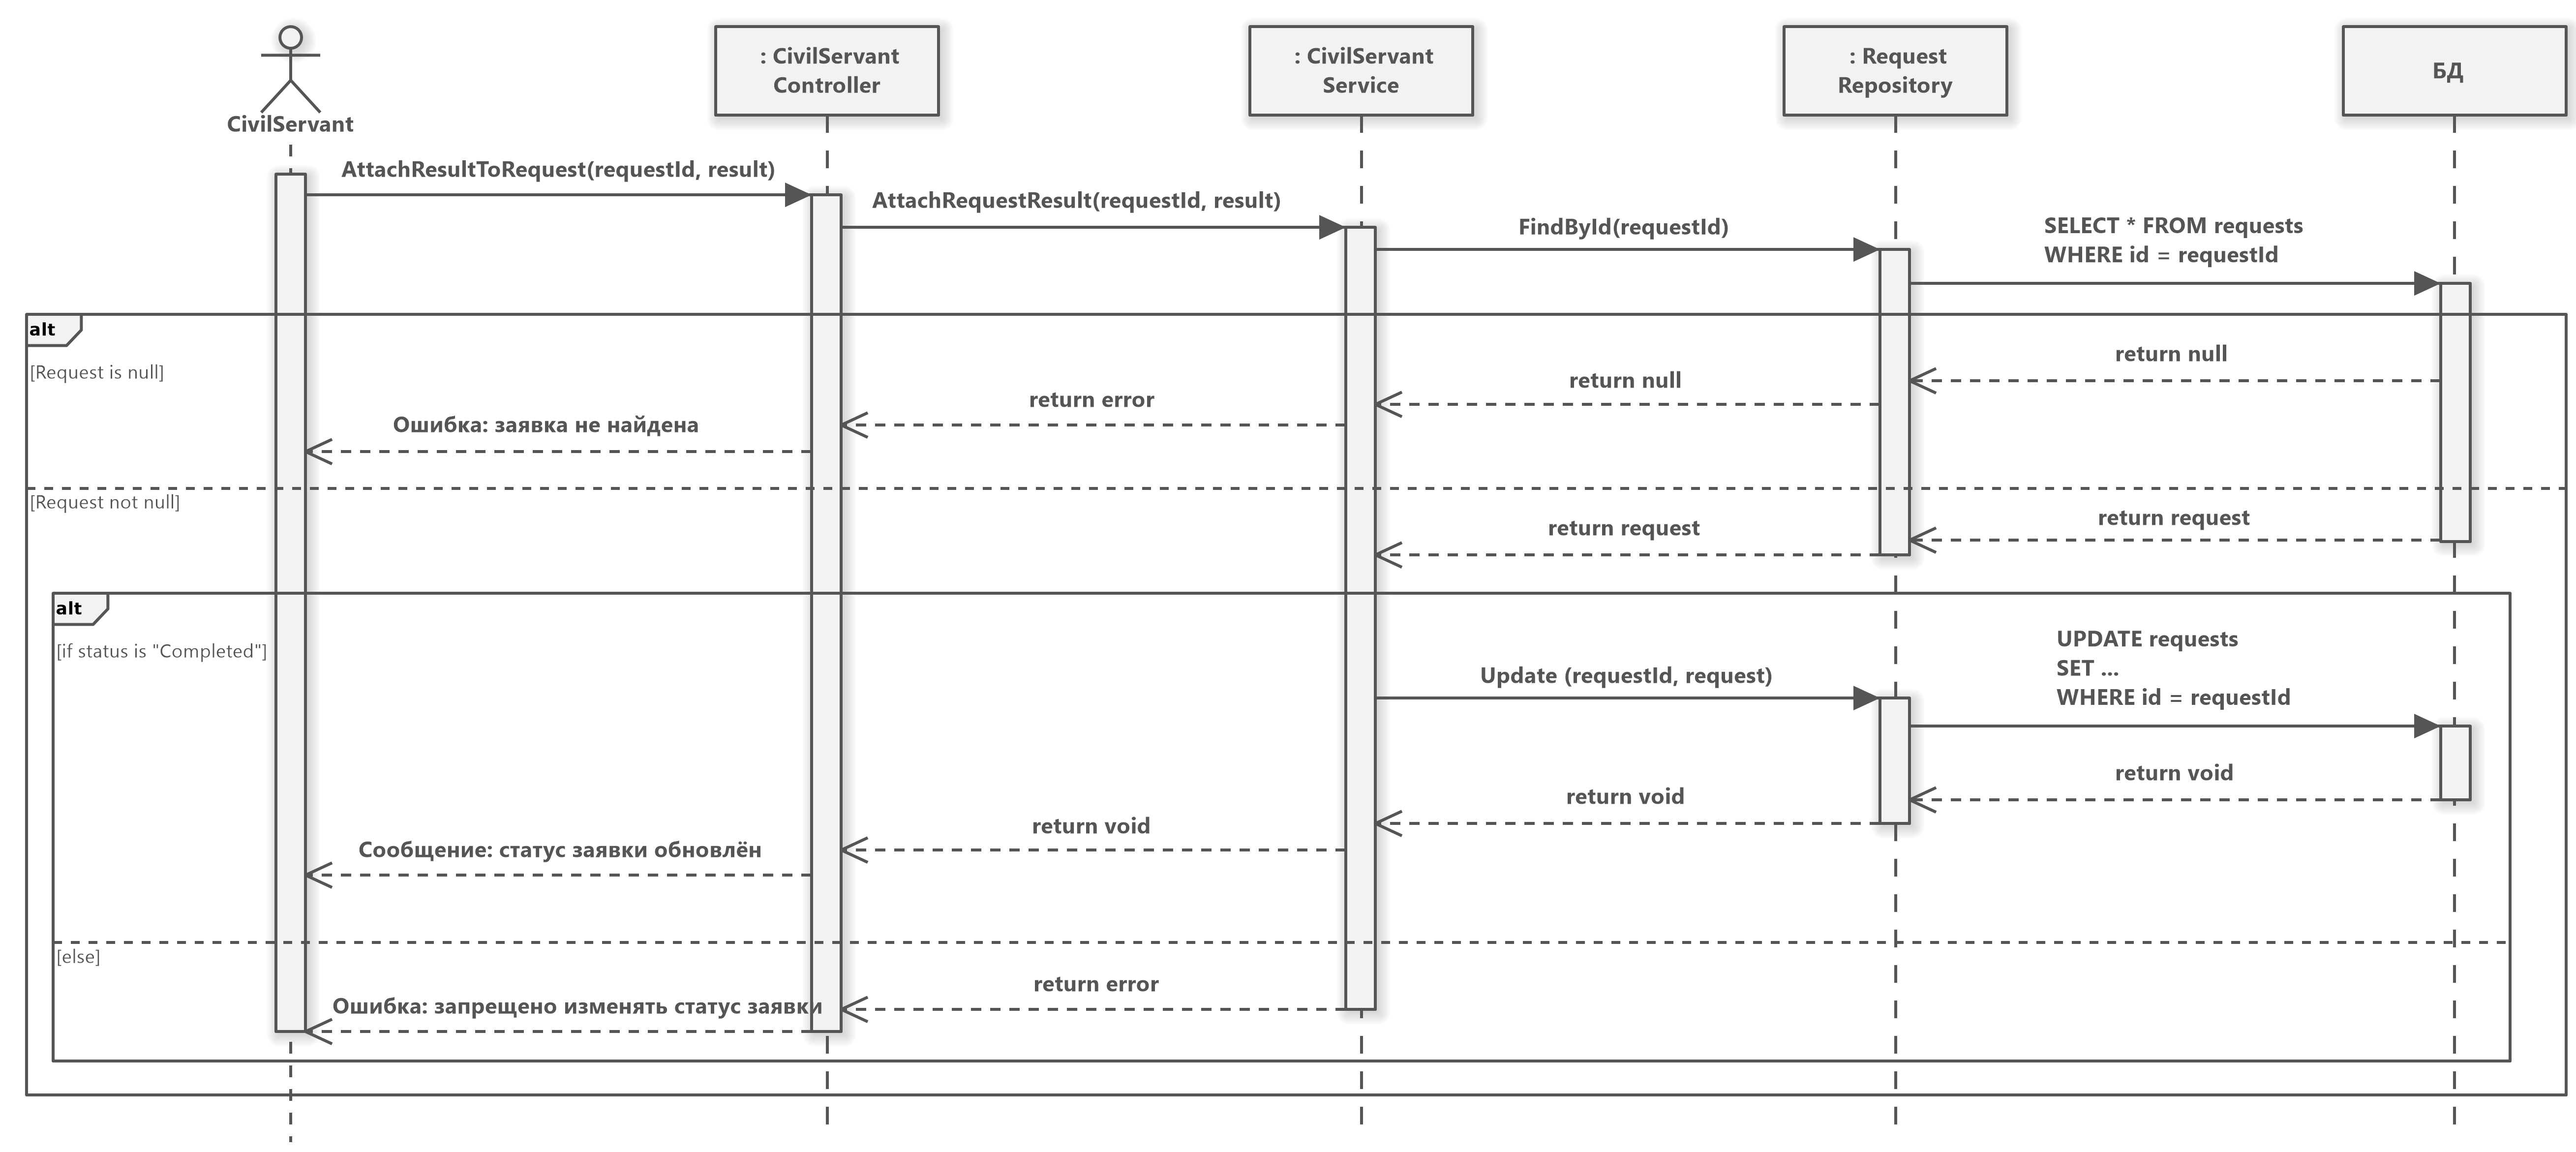 CivilServant
: CivilServant
Controller
: CivilServant
Service
: Request
Repository
БД
AttachResultToRequest(requestId, result)
AttachRequestResult(requestId, result)
FindById(requestId)
SELECT * FROM requests
WHERE id = requestId
alt
[Request is null]
return null
return null
return error
Ошибка: заявка не найдена
[Request not null]
return request
return request
alt
[if status is "Completed"]
Update (requestId, request)
UPDATE requests
SET ...
WHERE id = requestId
return void
return void
return void
Сообщение: статус заявки обновлён
[else]
return error
Ошибка: запрещено изменять статус заявки